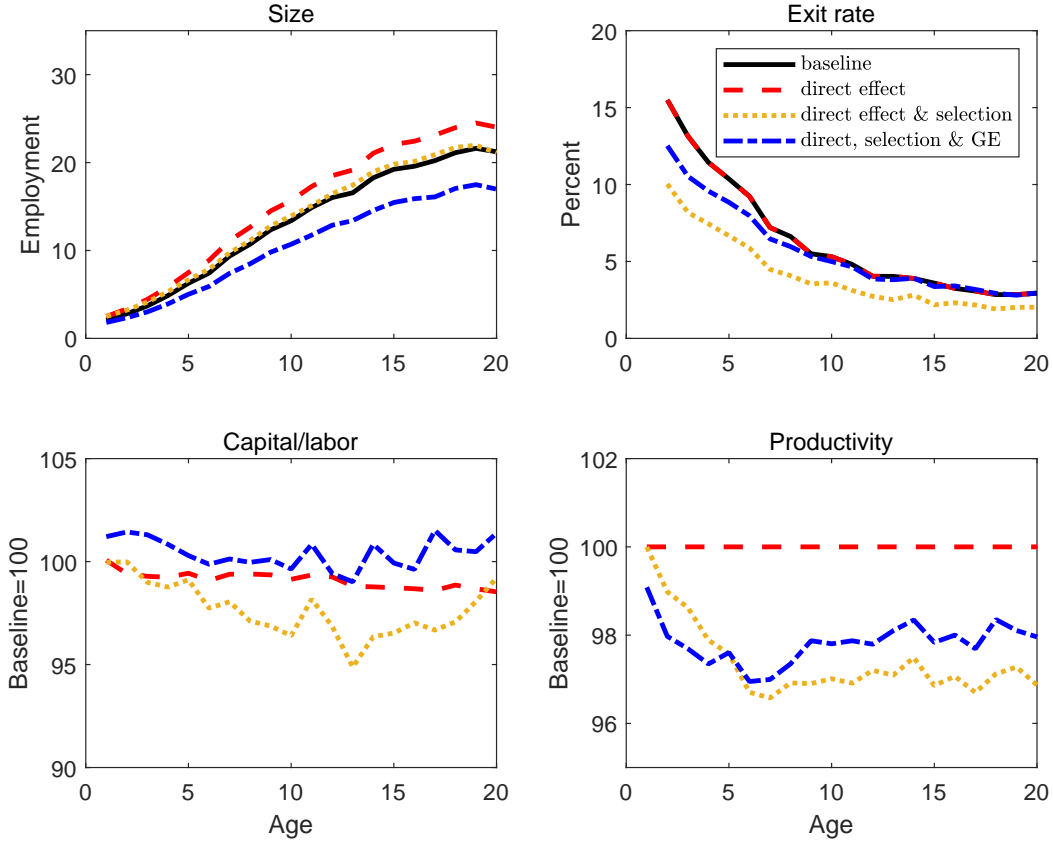 Size
Employment
30
20
10
0
0
5
10
15
20
Exit rate
Percent
20
15
10
5
0
0
5
10
15
20
baseline
direct effect
direct effect & selection
direct, selection & GE
Capital/labor
Baseline=100
105
100
95
90
0
5
10
15
20
Age
Productivity
Baseline=100
102
100
98
96
0
5
10
15
20
Age